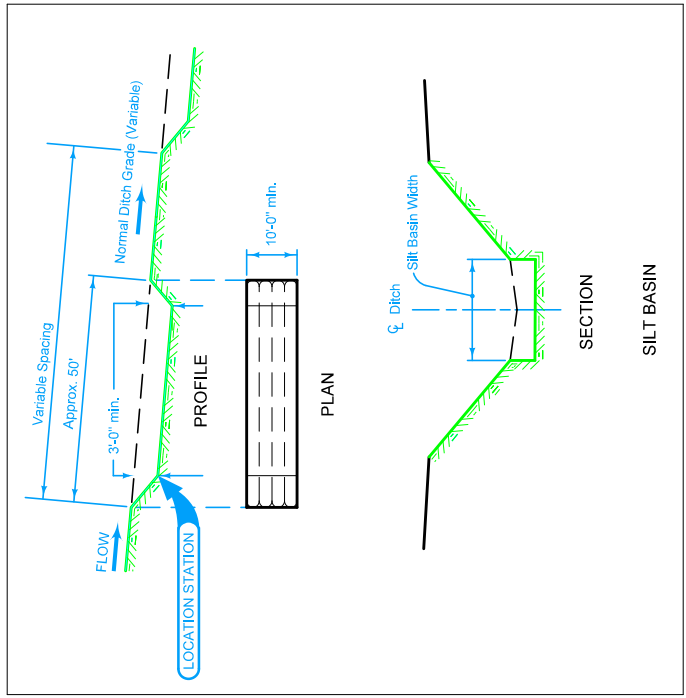 Variable Spacing
Approx. 50'
Normal Ditch Grade (Variable)
3'-0" min.
FLOW
LOCATION STATION
PROFILE
10'-0" min.
PLAN
℄ Ditch
Silt Basin Width
SECTION
SILT BASIN